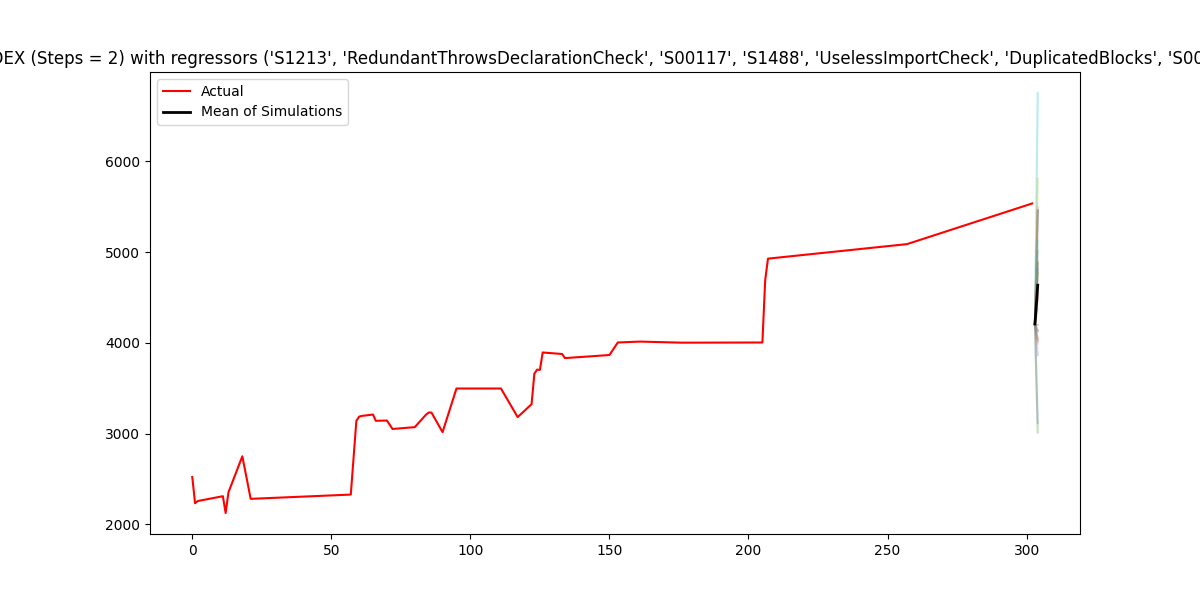 DEX (Steps = 2) with regressors ('S1213', 'RedundantThrowsDeclarationCheck', 'S00117', 'S1488', 'UselessImportCheck', 'DuplicatedBlocks', 'S00
Actual
Mean of Simulations
6000
5000
4000
3000
2000
0 50 100 150 200 250 300